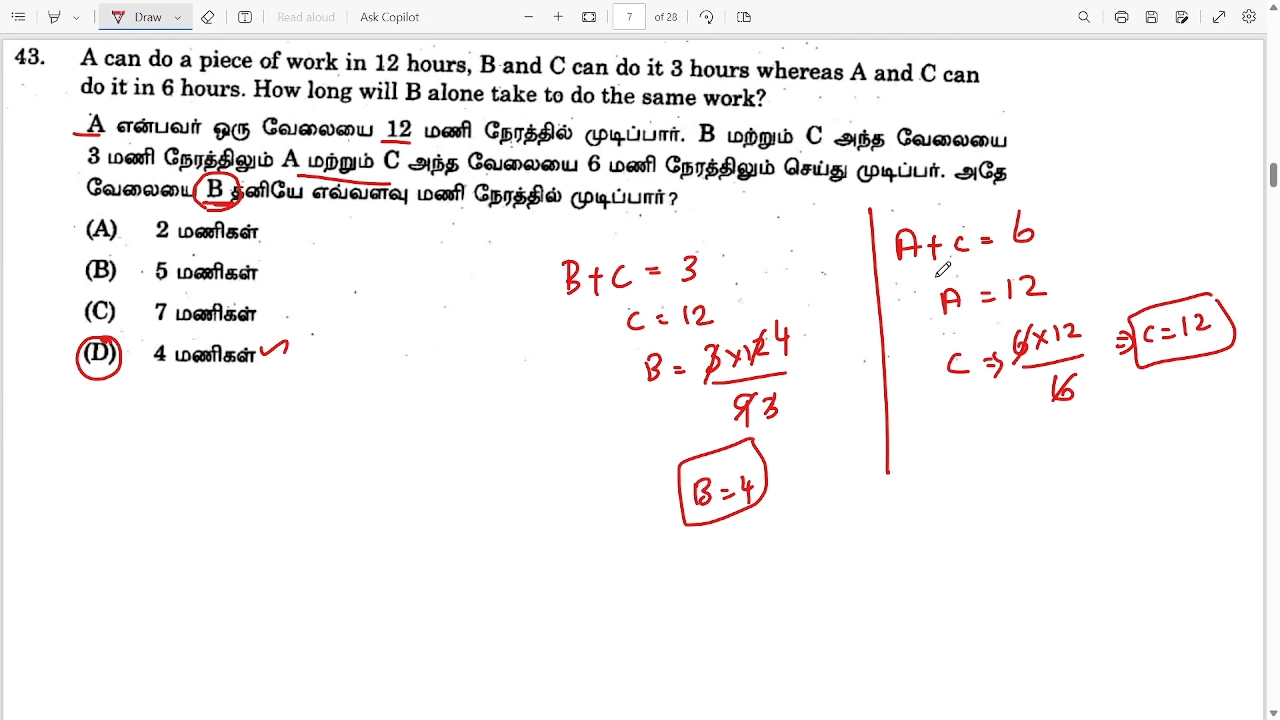 Draw
Read aloud
Ask Copilot
7 of 28
43. A can do a piece of work in 12 hours, B and C can do it 3 hours whereas A and C can
do it in 6 hours. How long will B alone take to do the same work?
A என்பவர் ஒரு வேலையை 12 மணி நேரத்தில் முடிப்பார். B மற்றும் C அந்த வேலையை
3 மணி நேரத்திலும் A மற்றும் C அந்த வேலையை 6 மணி நேரத்திலும் செய்து முடிப்பர். அதே
வேலையை B தனியே எவ்வளவு மணி நேரத்தில் முடிப்பார்?
(A) 2 மணிகள்
(B) 5 மணிகள்
(C) 7 மணிகள்
(D) 4 மணிகள்
B + C = 3
C = 12
B = 3 × 12 4
9 3
B = 4
A + C = 6
A = 12
C ⇒ 6 × 12 ⇒ C = 12
6